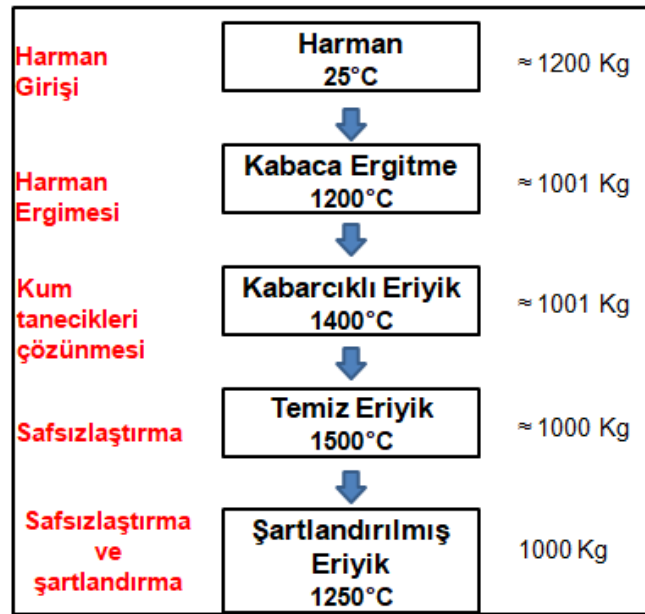 Harman
Girişi
Harman
25°C
≈ 1200 Kg
Harman
Ergimesi
Kabaca Ergitme
1200°C
≈ 1001 Kg
Kum
tanecikleri
çözünmesi
Kabarcıklı Eriyik
1400°C
≈ 1001 Kg
Safsızlaştırma
Temiz Eriyik
1500°C
≈ 1000 Kg
Safsızlaştırma
ve
şartlandırma
Şartlandırılmış
Eriyik
1250°C
1000 Kg